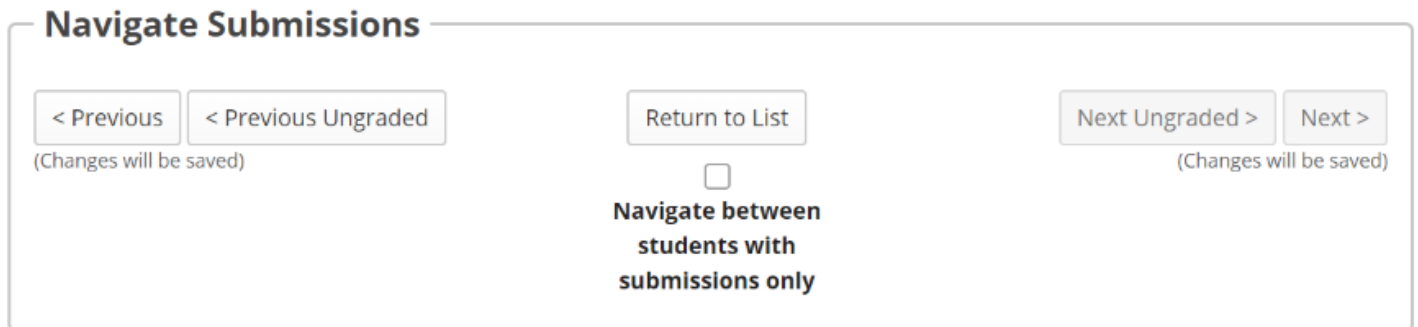 Navigate Submissions
< Previous
< Previous Ungraded
Return to List
Next Ungraded >
Next >
(Changes will be saved)
(Changes will be saved)
Navigate between
students with
submissions only